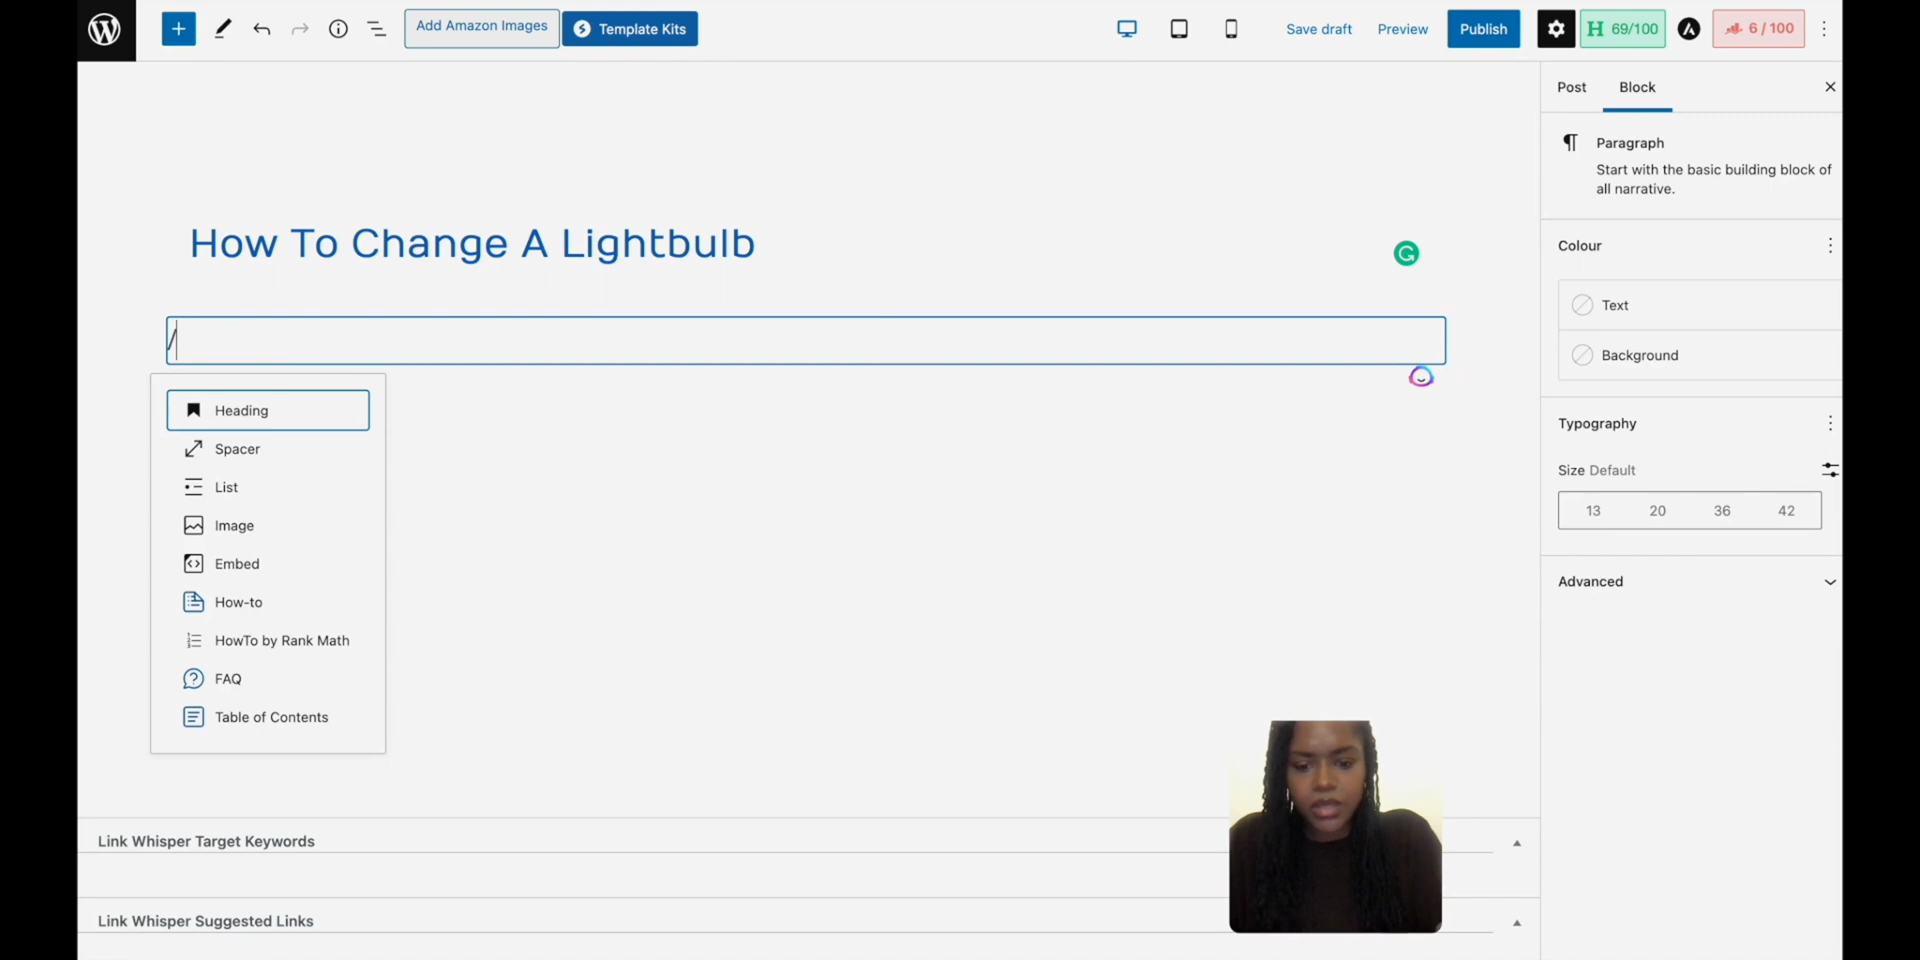 Add Amazon Images
Template Kits
Save draft
Preview
Publish
69/100
6 / 100
Post
Block
Paragraph
Start with the basic building block of
all narrative.
How To Change A Lightbulb
/
Heading
Spacer
List
Image
Embed
How-to
HowTo by Rank Math
FAQ
Table of Contents
Colour
Text
Background
Typography
Size Default
13 20 36 42
Advanced
Link Whisper Target Keywords
Link Whisper Suggested Links